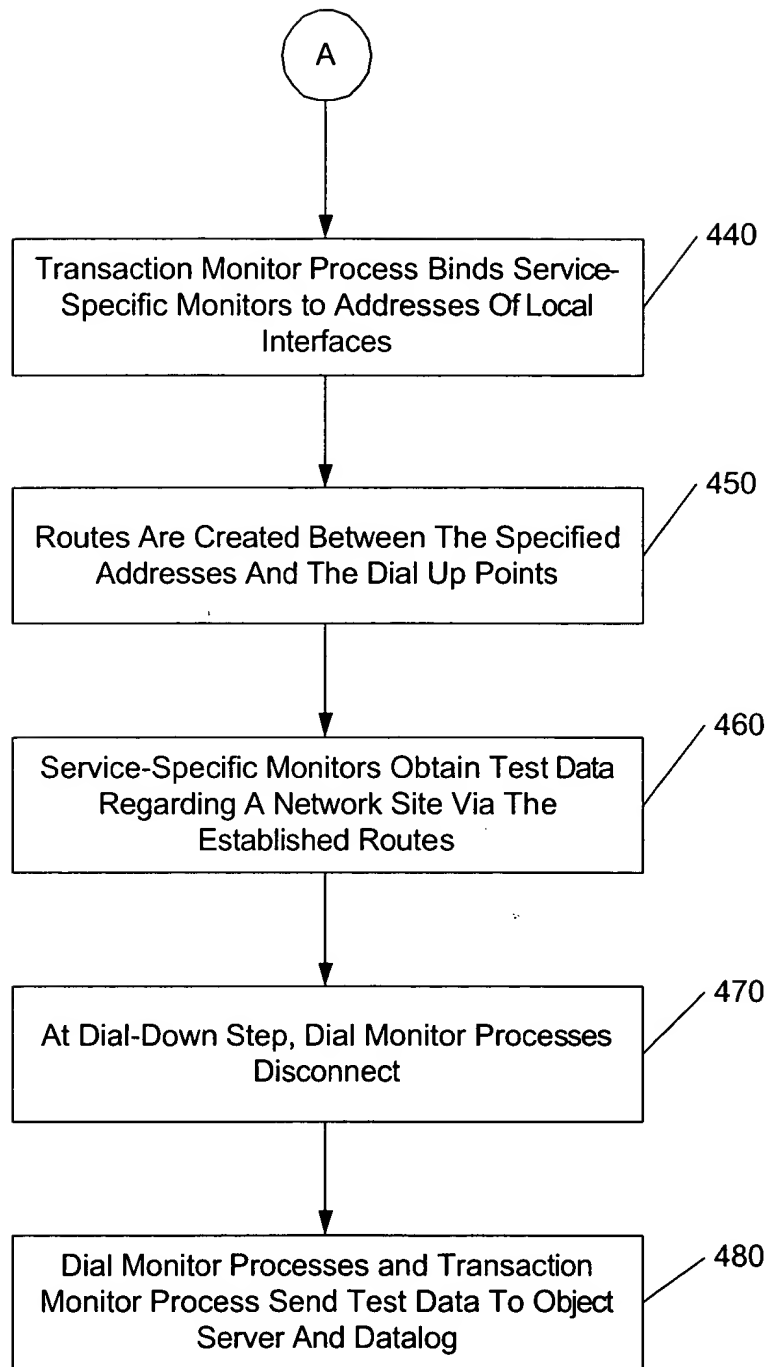 A
440
Transaction Monitor Process Binds Service-
Specific Monitors to Addresses Of Local
Interfaces
450
Routes Are Created Between The Specified
Addresses And The Dial Up Points
460
Service-Specific Monitors Obtain Test Data
Regarding A Network Site Via The
Established Routes
470
At Dial-Down Step, Dial Monitor Processes
Disconnect
480
Dial Monitor Processes and Transaction
Monitor Process Send Test Data To Object
Server And Datalog